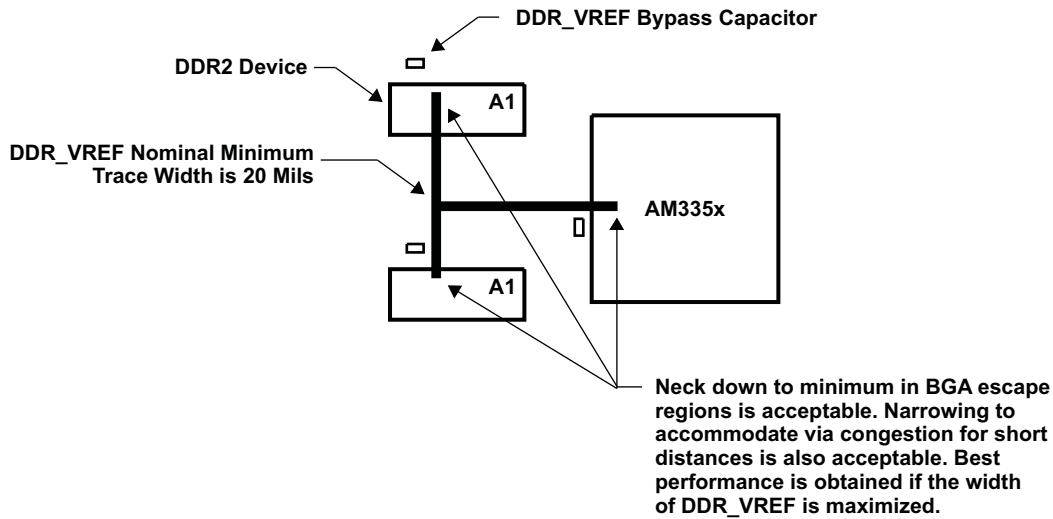 DDR_VREF Bypass Capacitor
DDR2 Device
A1
DDR_VREF Nominal Minimum
Trace Width is 20 Mils
AM335x
A1
Neck down to minimum in BGA escape
regions is acceptable. Narrowing to
accommodate via congestion for short
distances is also acceptable. Best
performance is obtained if the width
of DDR_VREF is maximized.